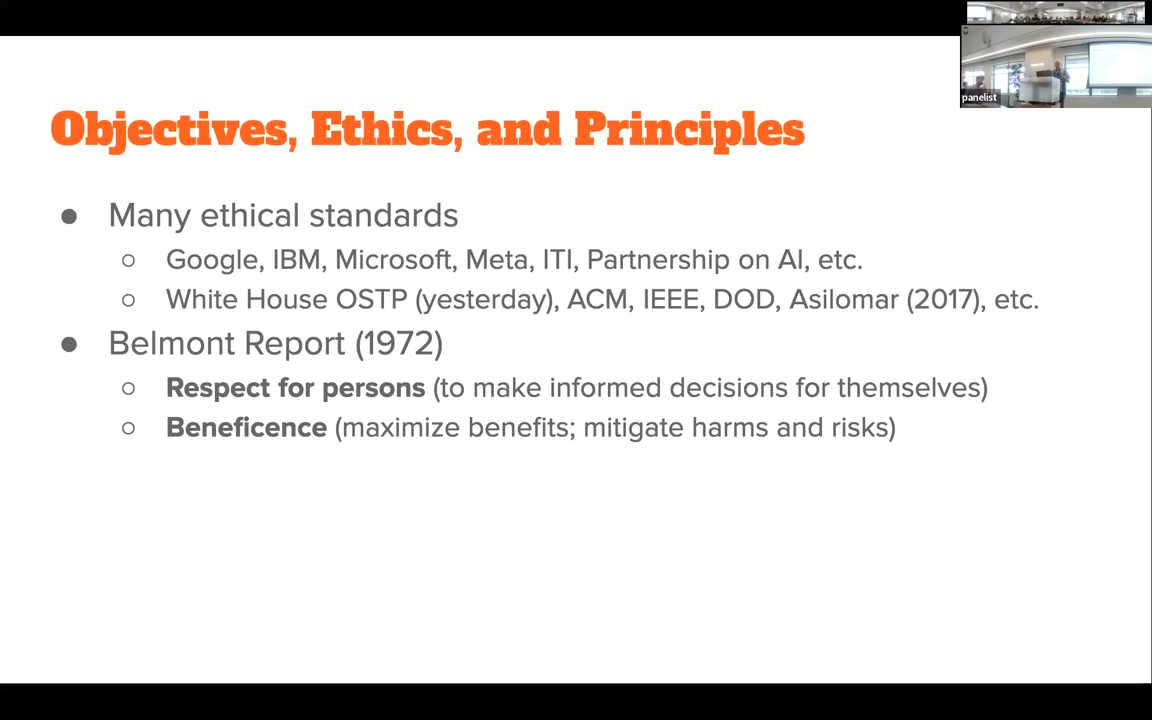 panelist
Objectives, Ethics, and Principles
● Many ethical standards
○ Google, IBM, Microsoft, Meta, ITI, Partnership on AI, etc.
○ White House OSTP (yesterday), ACM, IEEE, DOD, Asilomar (2017), etc.
● Belmont Report (1972)
○ Respect for persons (to make informed decisions for themselves)
○ Beneficence (maximize benefits; mitigate harms and risks)